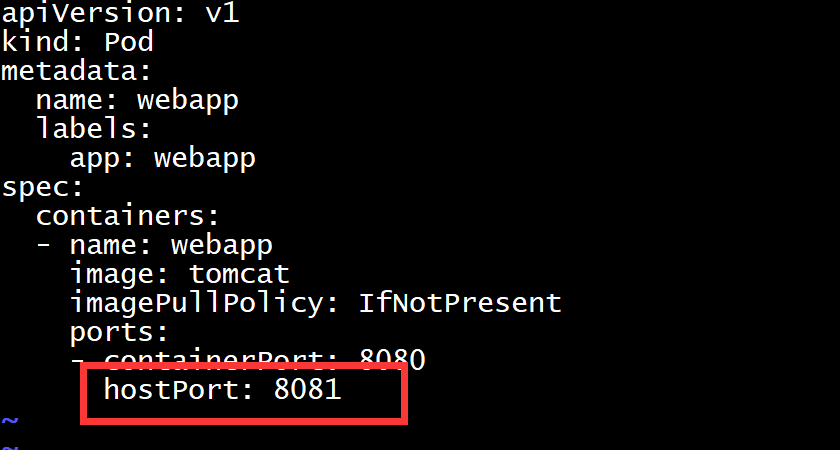 apiVersion: v1
kind: Pod
metadata:
  name: webapp
  labels:
    app: webapp
spec:
  containers:
  - name: webapp
    image: tomcat
    imagePullPolicy: IfNotPresent
    ports:
    - containerPort: 8080
      hostPort: 8081
~
~